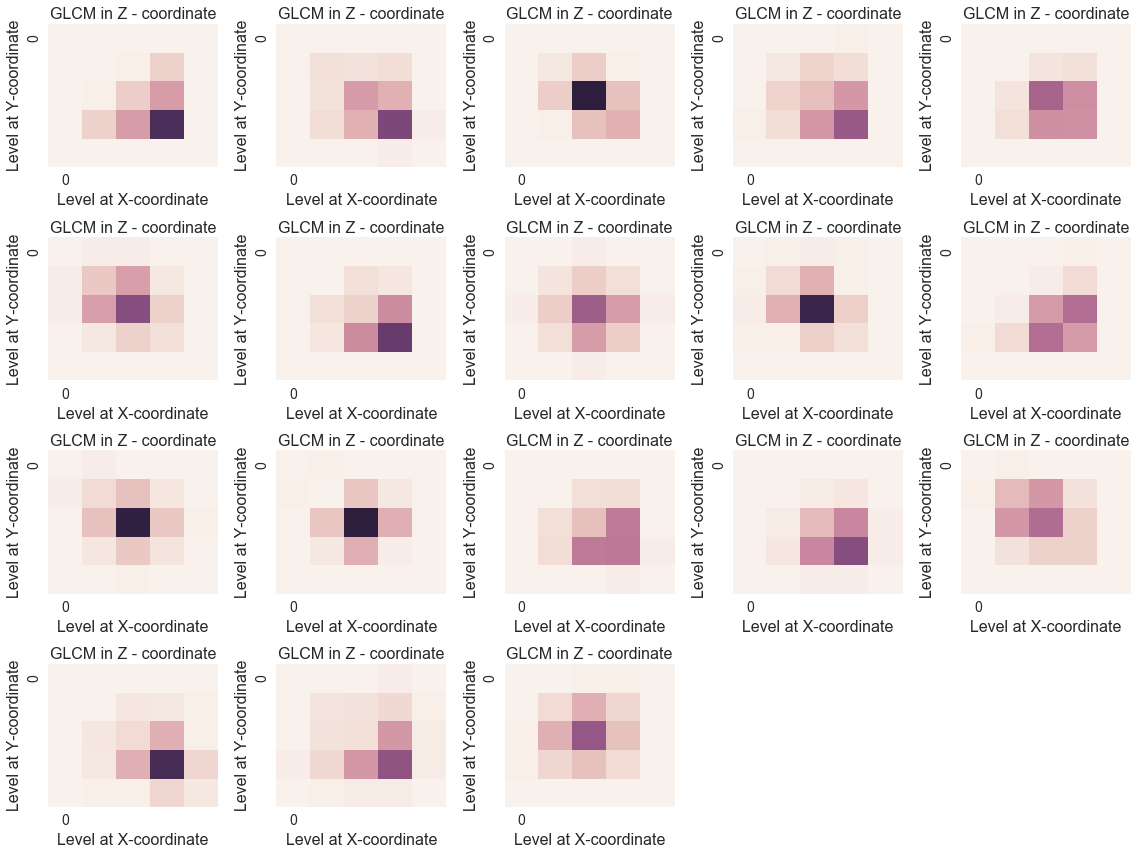 GLCM in Z - coordinate GLCM in Z - coordinate GLCM in Z - coordinate GLCM in Z - coordinate GLCM in Z - coordinate
Level at Y-coordinate 0 Level at Y-coordinate 0 Level at Y-coordinate 0 Level at Y-coordinate 0 Level at Y-coordinate 0
0 0 0 0 0
Level at X-coordinate Level at X-coordinate Level at X-coordinate Level at X-coordinate Level at X-coordinate
GLCM in Z - coordinate GLCM in Z - coordinate GLCM in Z - coordinate GLCM in Z - coordinate GLCM in Z - coordinate
Level at Y-coordinate 0 Level at Y-coordinate 0 Level at Y-coordinate 0 Level at Y-coordinate 0 Level at Y-coordinate 0
0 0 0 0 0
Level at X-coordinate Level at X-coordinate Level at X-coordinate Level at X-coordinate Level at X-coordinate
GLCM in Z - coordinate GLCM in Z - coordinate GLCM in Z - coordinate GLCM in Z - coordinate GLCM in Z - coordinate
Level at Y-coordinate 0 Level at Y-coordinate 0 Level at Y-coordinate 0 Level at Y-coordinate 0 Level at Y-coordinate 0
0 0 0 0 0
Level at X-coordinate Level at X-coordinate Level at X-coordinate Level at X-coordinate Level at X-coordinate
GLCM in Z - coordinate GLCM in Z - coordinate GLCM in Z - coordinate
Level at Y-coordinate 0 Level at Y-coordinate 0 Level at Y-coordinate 0
0 0 0
Level at X-coordinate Level at X-coordinate Level at X-coordinate